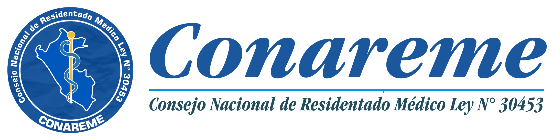 Consejo Nacional de Residentado Médico Ley N° 30453
CONAREME
Conareme
Consejo Nacional de Residentado Médico Ley N° 30453